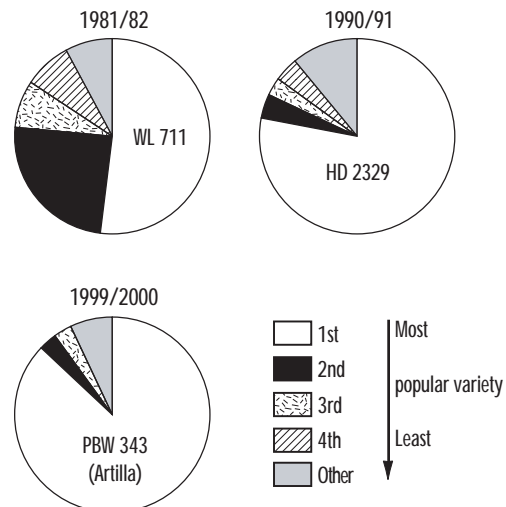 1981/82
WL 711
1990/91
HD 2329
1999/2000
PBW 343
(Artilla)
1st
2nd
3rd
4th
Other
Most
popular variety
Least